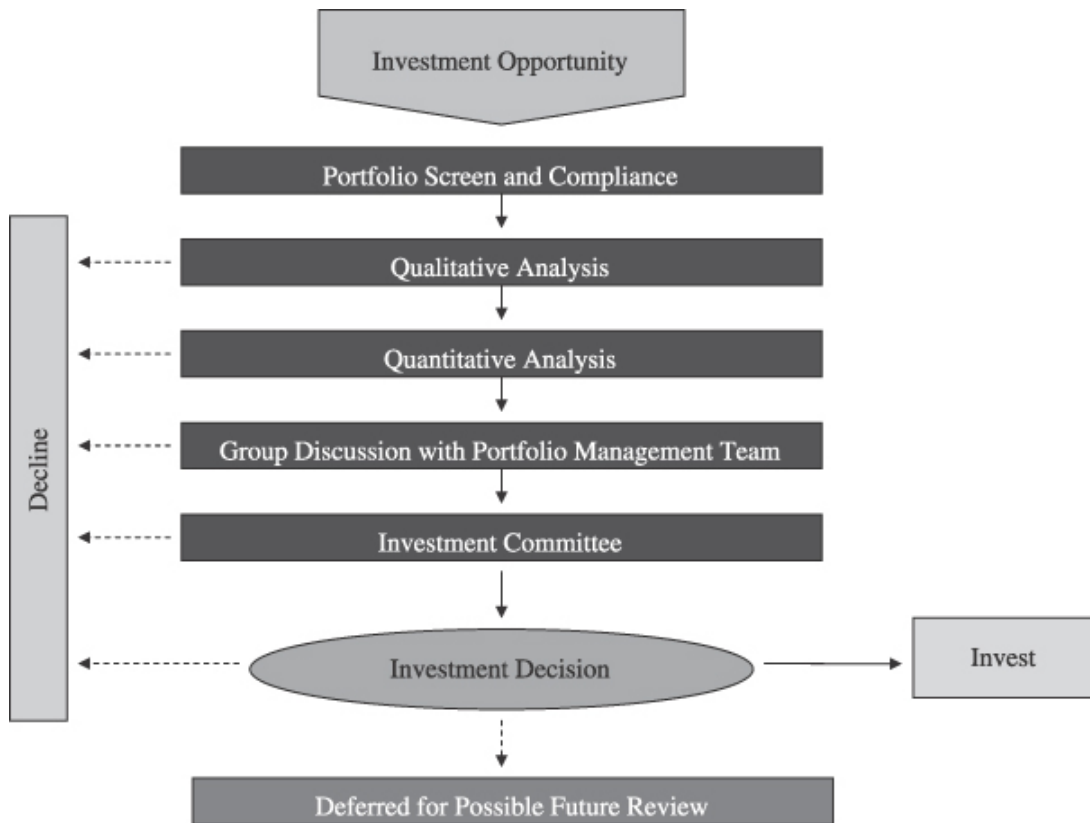 Investment Opportunity
Portfolio Screen and Compliance
Qualitative Analysis
Quantitative Analysis
Group Discussion with Portfolio Management Team
Investment Committee
Decline
Investment Decision
Invest
Deferred for Possible Future Review